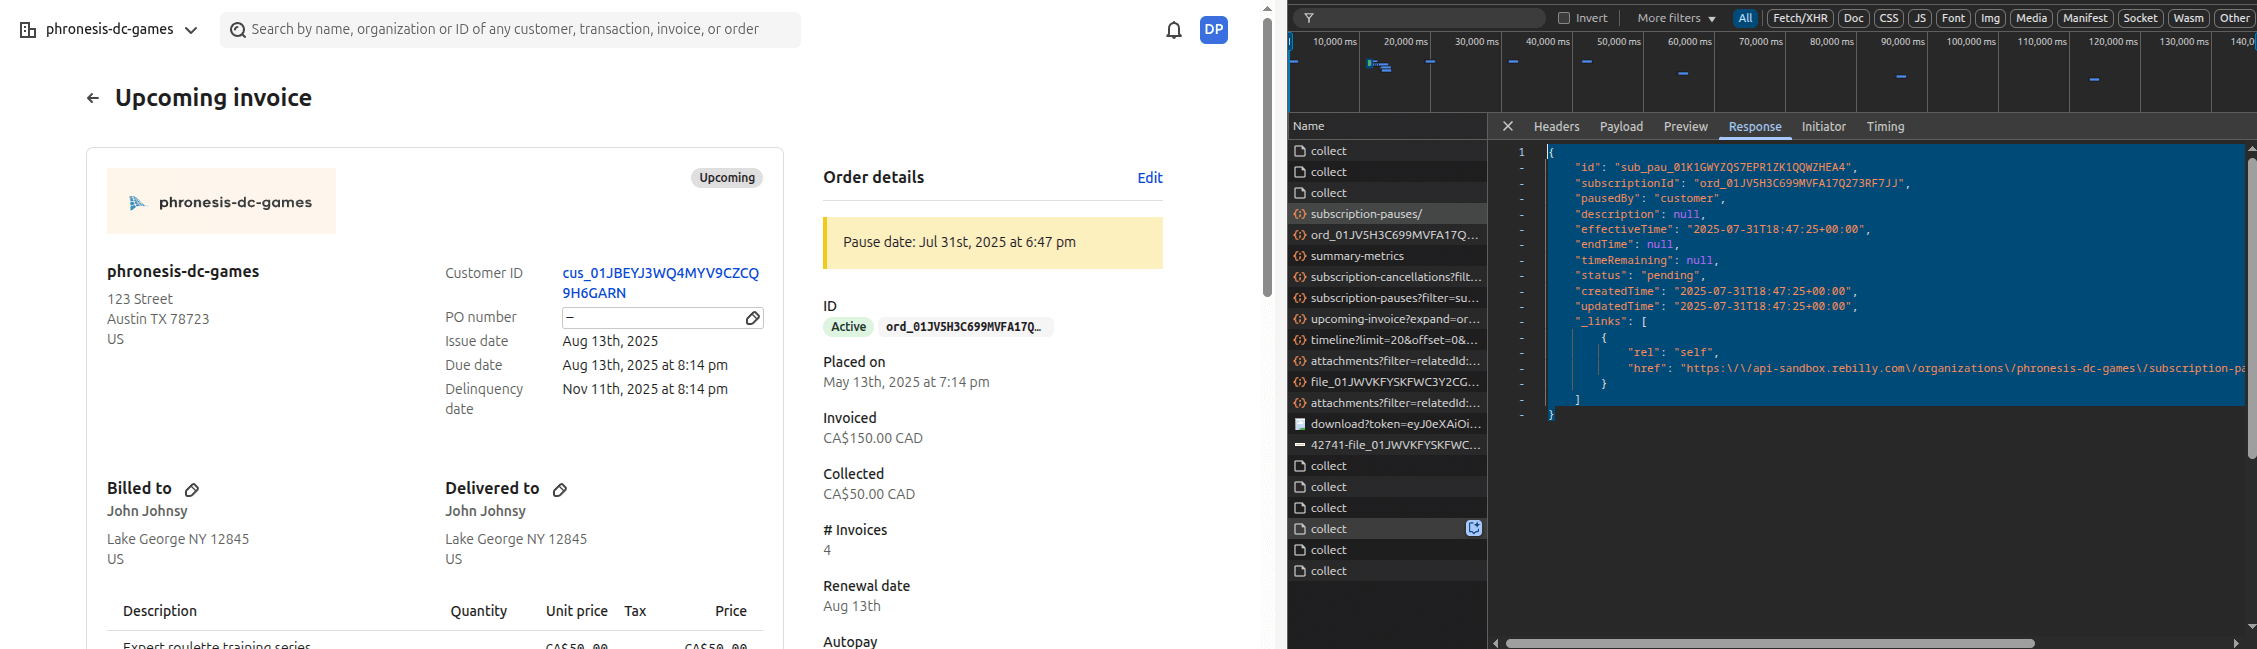 phronesis-dc-games
Search by name, organization or ID of any customer, transaction, invoice, or order
DP
Upcoming invoice
phronesis-dc-games
Upcoming
phronesis-dc-games
123 Street
Austin TX 78723
US
Customer ID
cus_01JBEYJ3WQ4MYV9CZCQ
9H6GARN
PO number
–
Issue date
Aug 13th, 2025
Due date
Aug 13th, 2025 at 8:14 pm
Delinquency
date
Nov 11th, 2025 at 8:14 pm
Billed to
John Johnsy
Lake George NY 12845
US
Delivered to
John Johnsy
Lake George NY 12845
US
Description Quantity Unit price Tax Price
Expert roulette training series CA$50.00 CA$50.00
Order details
Edit
Pause date: Jul 31st, 2025 at 6:47 pm
ID
Active ord_01JV5H3C699MVFA17Q…
Placed on
May 13th, 2025 at 7:14 pm
Invoiced
CA$150.00 CAD
Collected
CA$50.00 CAD
# Invoices
4
Renewal date
Aug 13th
Autopay
Invert More filters All Fetch/XHR Doc CSS JS Font Img Media Manifest Socket Wasm Other
10,000 ms 20,000 ms 30,000 ms 40,000 ms 50,000 ms 60,000 ms 70,000 ms 80,000 ms 90,000 ms 100,000 ms 110,000 ms 120,000 ms 130,000 ms 140,0
Name
collect
collect
collect
subscription-pauses/
ord_01JV5H3C699MVFA17Q…
summary-metrics
subscription-cancellations?filt…
subscription-pauses?filter=su…
upcoming-invoice?expand=or…
timeline?limit=20&offset=0&…
attachments?filter=relatedId:…
file_01JWVKFYSKFWC3Y2CG…
attachments?filter=relatedId:…
download?token=eyJ0eXAiOi…
42741-file_01JWVKFYSKFWC…
collect
collect
collect
collect
collect
collect
Headers Payload Preview Response Initiator Timing
1 {
- "id": "sub_pau_01K1GWYZQS7EPR1ZK1QQWZHEA4",
- "subscriptionId": "ord_01JV5H3C699MVFA17Q273RF7JJ",
- "pausedBy": "customer",
- "description": null,
- "effectiveTime": "2025-07-31T18:47:25+00:00",
- "endTime": null,
- "timeRemaining": null,
- "status": "pending",
- "createdTime": "2025-07-31T18:47:25+00:00",
- "updatedTime": "2025-07-31T18:47:25+00:00",
- "_links": [
- {
- "rel": "self",
- "href": "https:\/\/api-sandbox.rebilly.com\/organizations\/phronesis-dc-games\/subscription-pa
- }
- ]
- }